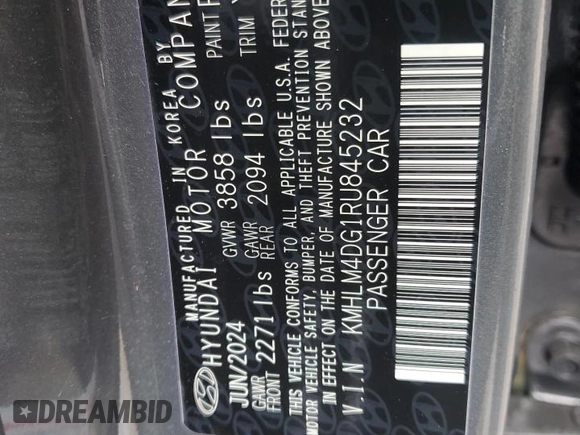 MANUFACTURED IN KOREA BY
HYUNDAI MOTOR COMPAN
JUN/2024 GVWR 3858 lbs PAINT
GAWR FRONT 2271lbs GAWR REAR 2094 lbs TRIM
THIS VEHICLE CONFORMS TO ALL APPLICABLE U.S.A. FEDER
MOTOR VEHICLE SAFETY, BUMPER, AND THEFT PREVENTION STAN
IN EFFECT ON THE DATE OF MANUFACTURE SHOWN ABOVE
V.I.N KMHLM4DG1RU845232
PASSENGER CAR
DREAMBID